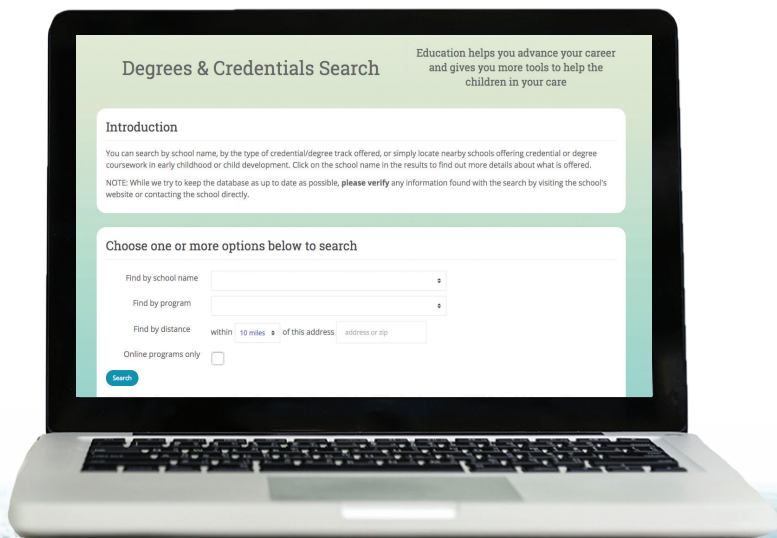 Degrees & Credentials Search
Education helps you advance your career
and gives you more tools to help the
children in your care
Introduction
You can search by school name, by the type of credential/degree track offered, or simply locate nearby schools offering credential or degree
coursework in early childhood or child development. Click on the school name in the results to find out more details about what is offered.
NOTE: While we try to keep the database as up to date as possible, please verify any information found with the search by visiting the school's
website or contacting the school directly.
Choose one or more options below to search
Find by school name
Find by program
Find by distance within 10 miles of this address address or zip
Online programs only
Search